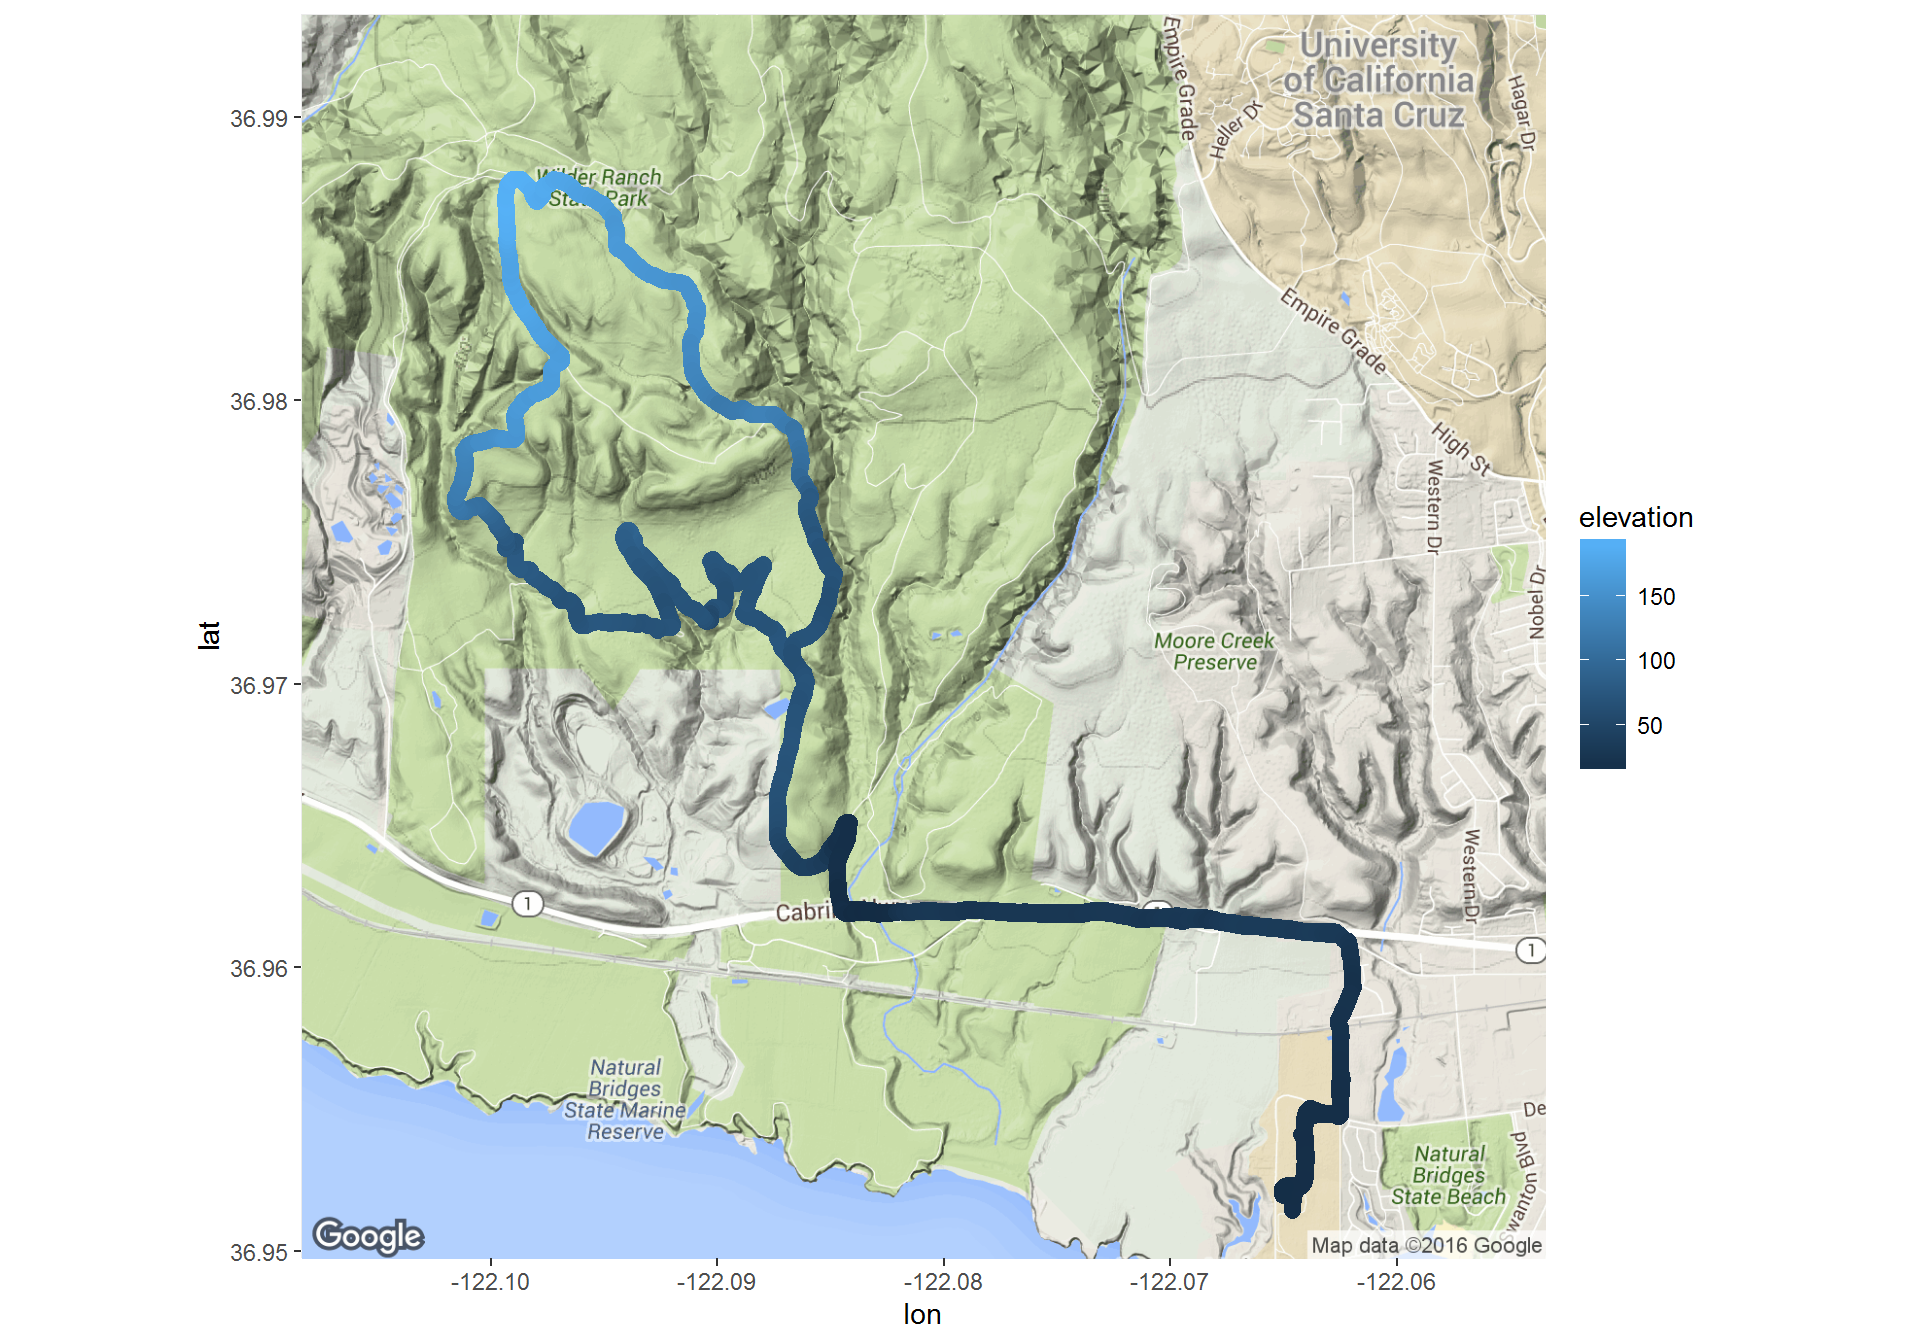 University
of California
Santa Cruz
Empire Grade
Heller Dr
Hagar Dr
36.99
Wilder Ranch
State Park
Empire Grade
36.98
High St
Western Dr
100
elevation
150
100
50
Nobel Dr
lat
Moore Creek
Preserve
36.97
Western Dr
1
Cabri
1
36.96
Natural
Bridges
State Marine
Reserve
De
Natural
Bridges
State Beach
Swanton Blvd
Google
Map data ©2016 Google
36.95
-122.10
-122.09
-122.08
-122.07
-122.06
lon